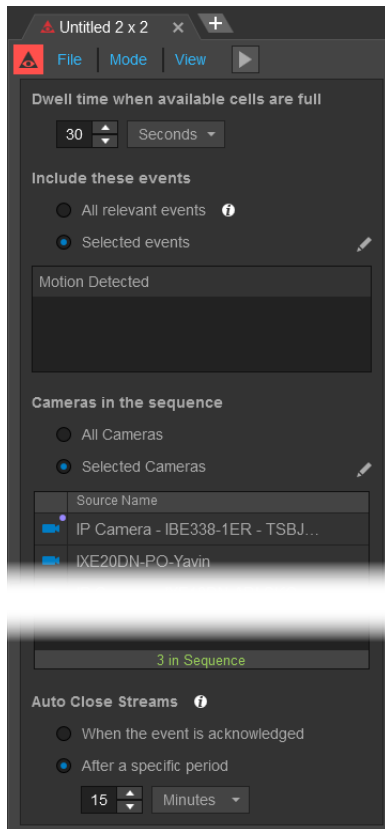 Untitled 2 x 2
File Mode View
Dwell time when available cells are full
30 Seconds
Include these events
All relevant events
Selected events
Motion Detected
Cameras in the sequence
All Cameras
Selected Cameras
Source Name
IP Camera - IBE338-1ER - TSBJ...
IXE20DN-PO-Yavin
3 in Sequence
Auto Close Streams
When the event is acknowledged
After a specific period
15 Minutes